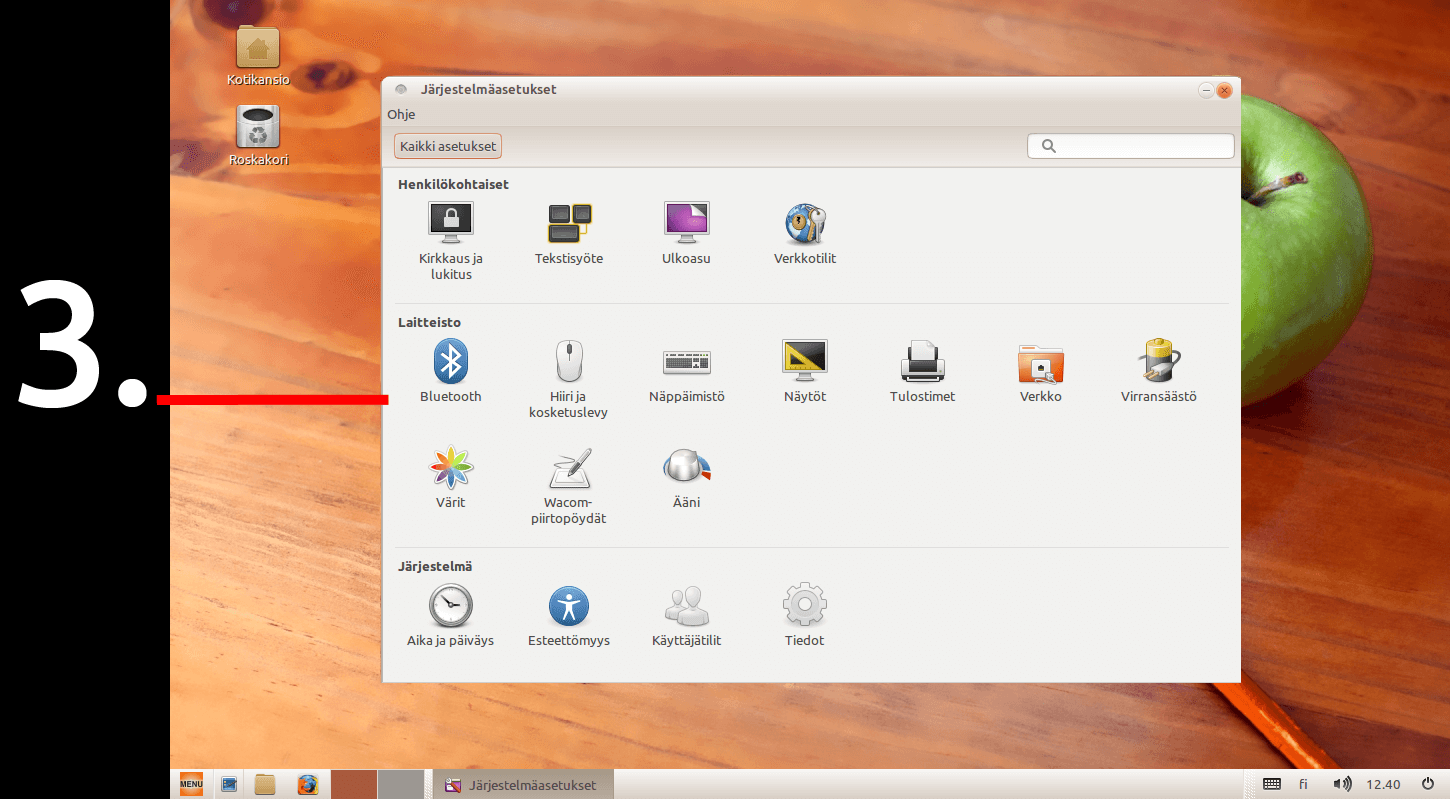 3.
Kotikansio
Roskakori
Järjestelmäasetukset
Ohje
Kaikki asetukset
Henkilökohtaiset
Kirkkaus ja
lukitus
Tekstisyöte
Ulkoasu
Verkkotilit
Laitteisto
Bluetooth
Hiiri ja
kosketuslevy
Näppäimistö
Näytöt
Tulostimet
Verkko
Virransäästö
Värit
Wacom-
piirtopöydät
Ääni
Järjestelmä
Aika ja päiväys
Esteettömyys
Käyttäjätilit
Tiedot
MENU
Järjestelmäasetukset
fi
12.40